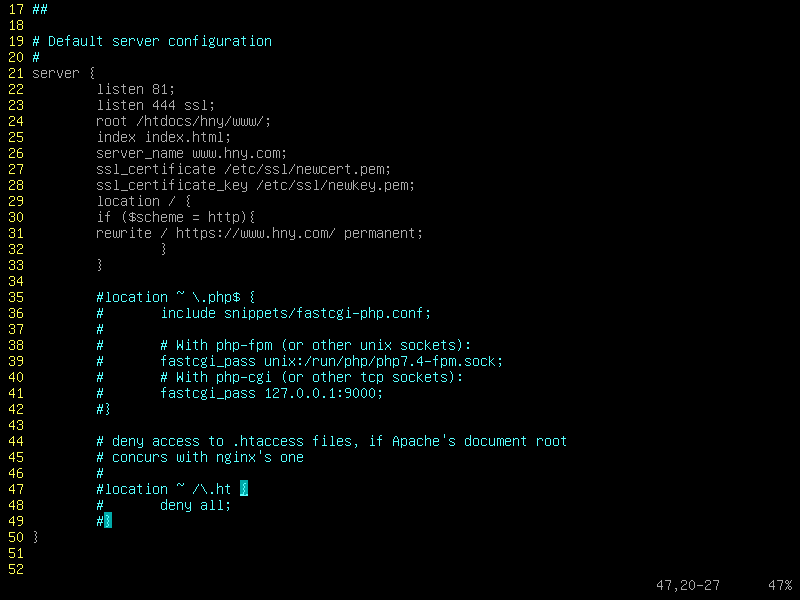 17 ##
18
19 # Default server configuration
20 #
21 server {
22         listen 81;
23         listen 444 ssl;
24         root /htdocs/hny/www/;
25         index index.html;
26         server_name www.hny.com;
27         ssl_certificate /etc/ssl/newcert.pem;
28         ssl_certificate_key /etc/ssl/newkey.pem;
29         location / {
30         if ($scheme = http){
31         rewrite / https://www.hny.com/ permanent;
32                 }
33         }
34
35         #location ~ \.php$ {
36         #       include snippets/fastcgi-php.conf;
37         #
38         #       # With php-fpm (or other unix sockets):
39         #       fastcgi_pass unix:/run/php/php7.4-fpm.sock;
40         #       # With php-cgi (or other tcp sockets):
41         #       fastcgi_pass 127.0.0.1:9000;
42         #}
43
44         # deny access to .htaccess files, if Apache's document root
45         # concurs with nginx's one
46         #
47         #location ~ /\.ht {
48         #       deny all;
49         #}
50 }
51
52
47,20-27      47%